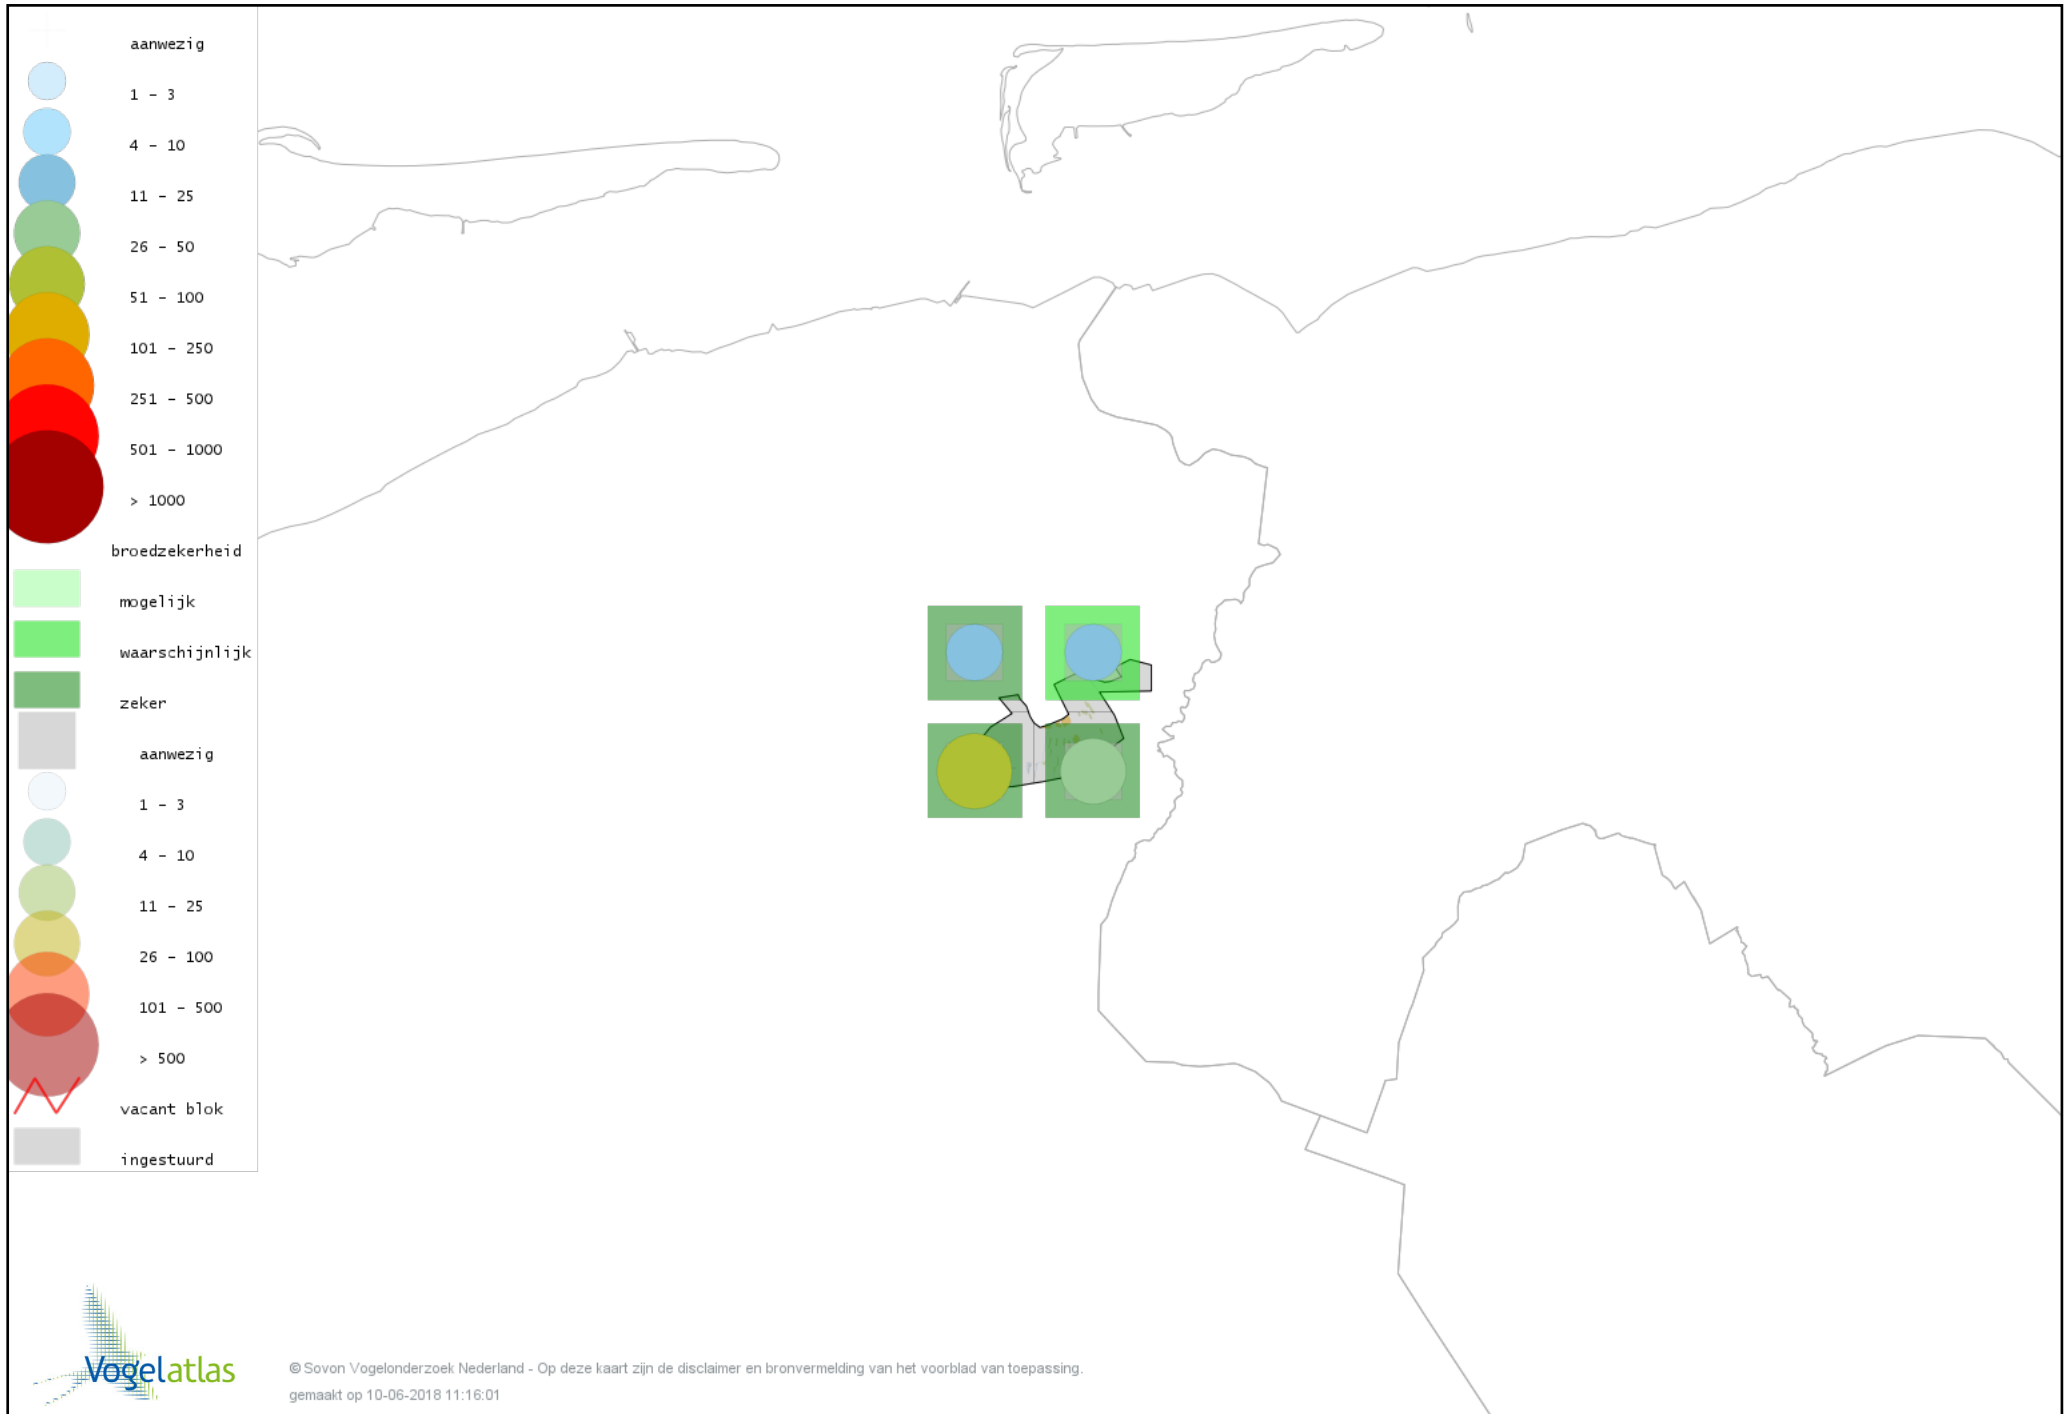 aanwezig
1 - 3
4 - 10
11 - 25
26 - 50
51 - 100
101 - 250
251 - 500
501 - 1000
> 1000
broedzekerheid
mogelijk
waarschijnlijk
zeker
aanwezig
1 - 3
4 - 10
11 - 25
26 - 100
101 - 500
> 500
vacant blok
ingestuurd
Vogelatlas
© Sovon Vogelonderzoek Nederland - Op deze kaart zijn de disclaimer en bronvermelding van het voorblad van toepassing.
gemaakt op 10-06-2018 11:16:01